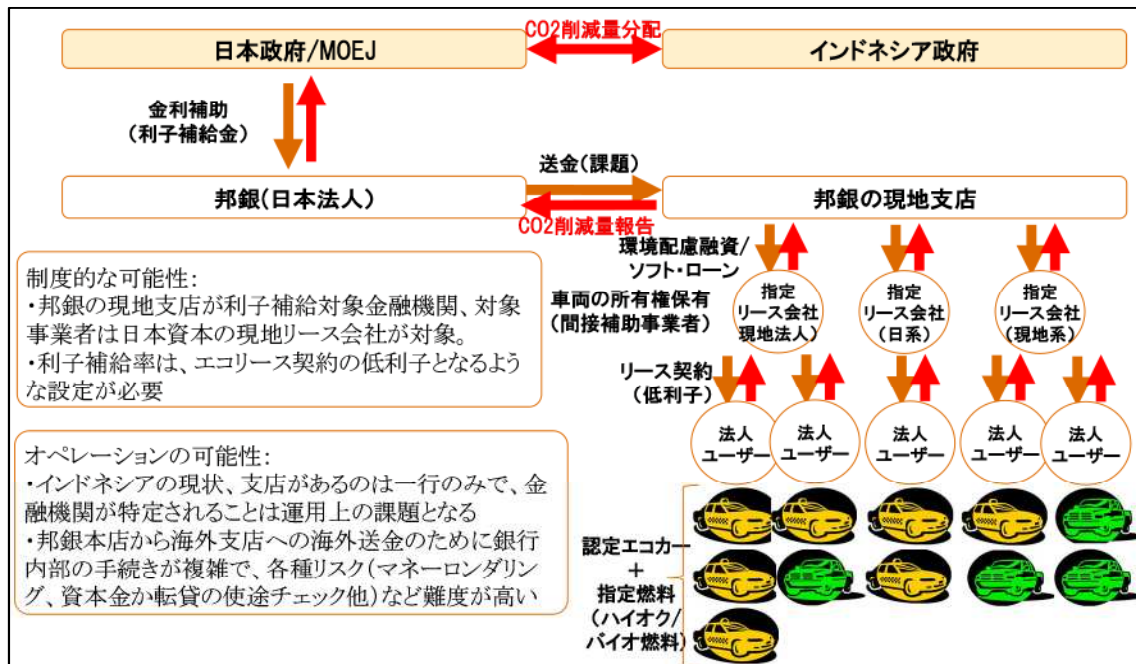 CO2削減量分配
日本政府/MOEJ
インドネシア政府
金利補助
(利子補給金)
送金(課題)
邦銀(日本法人)
邦銀の現地支店
CO2削減量報告
環境配慮融資/
ソフト・ローン
車両の所有権保有
(間接補助事業者)
指定
リース会社
現地法人)
指定
リース会社
(日系)
指定
リース会社
(現地系)
リース契約
(低利子)
法人
ユーザー
法人
ユーザー
法人
ユーザー
法人
ユーザー
法人
ユーザー
認定エコカー
+
指定燃料
(ハイオク/
バイオ燃料)
制度的な可能性:
・邦銀の現地支店が利子補給対象金融機関、対象
事業者は日本資本の現地リース会社が対象。
・利子補給率は、エコリース契約の低利子となるよう
な設定が必要
オペレーションの可能性:
・インドネシアの現状、支店があるのは一行のみで、金
融機関が特定されることは運用上の課題となる
・邦銀本店から海外支店への海外送金のために銀行
内部の手続きが複雑で、各種リスク(マネーロンダリン
グ、資本金か転貸の使途チェック他)など難度が高い